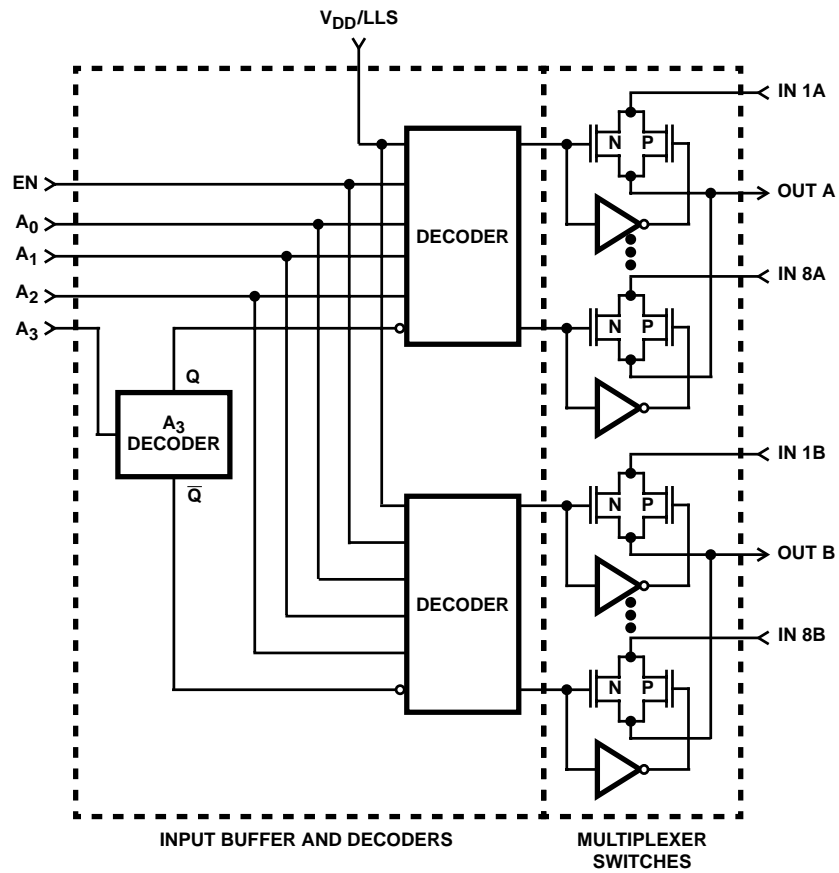 VDD/LLS
IN 1A
N P
EN
OUT A
A0
DECODER
A1
IN 8A
A2
N P
A3
Q
A3
DECODER
IN 1B
Q̅
N P
OUT B
DECODER
IN 8B
N P
INPUT BUFFER AND DECODERS
MULTIPLEXER
SWITCHES